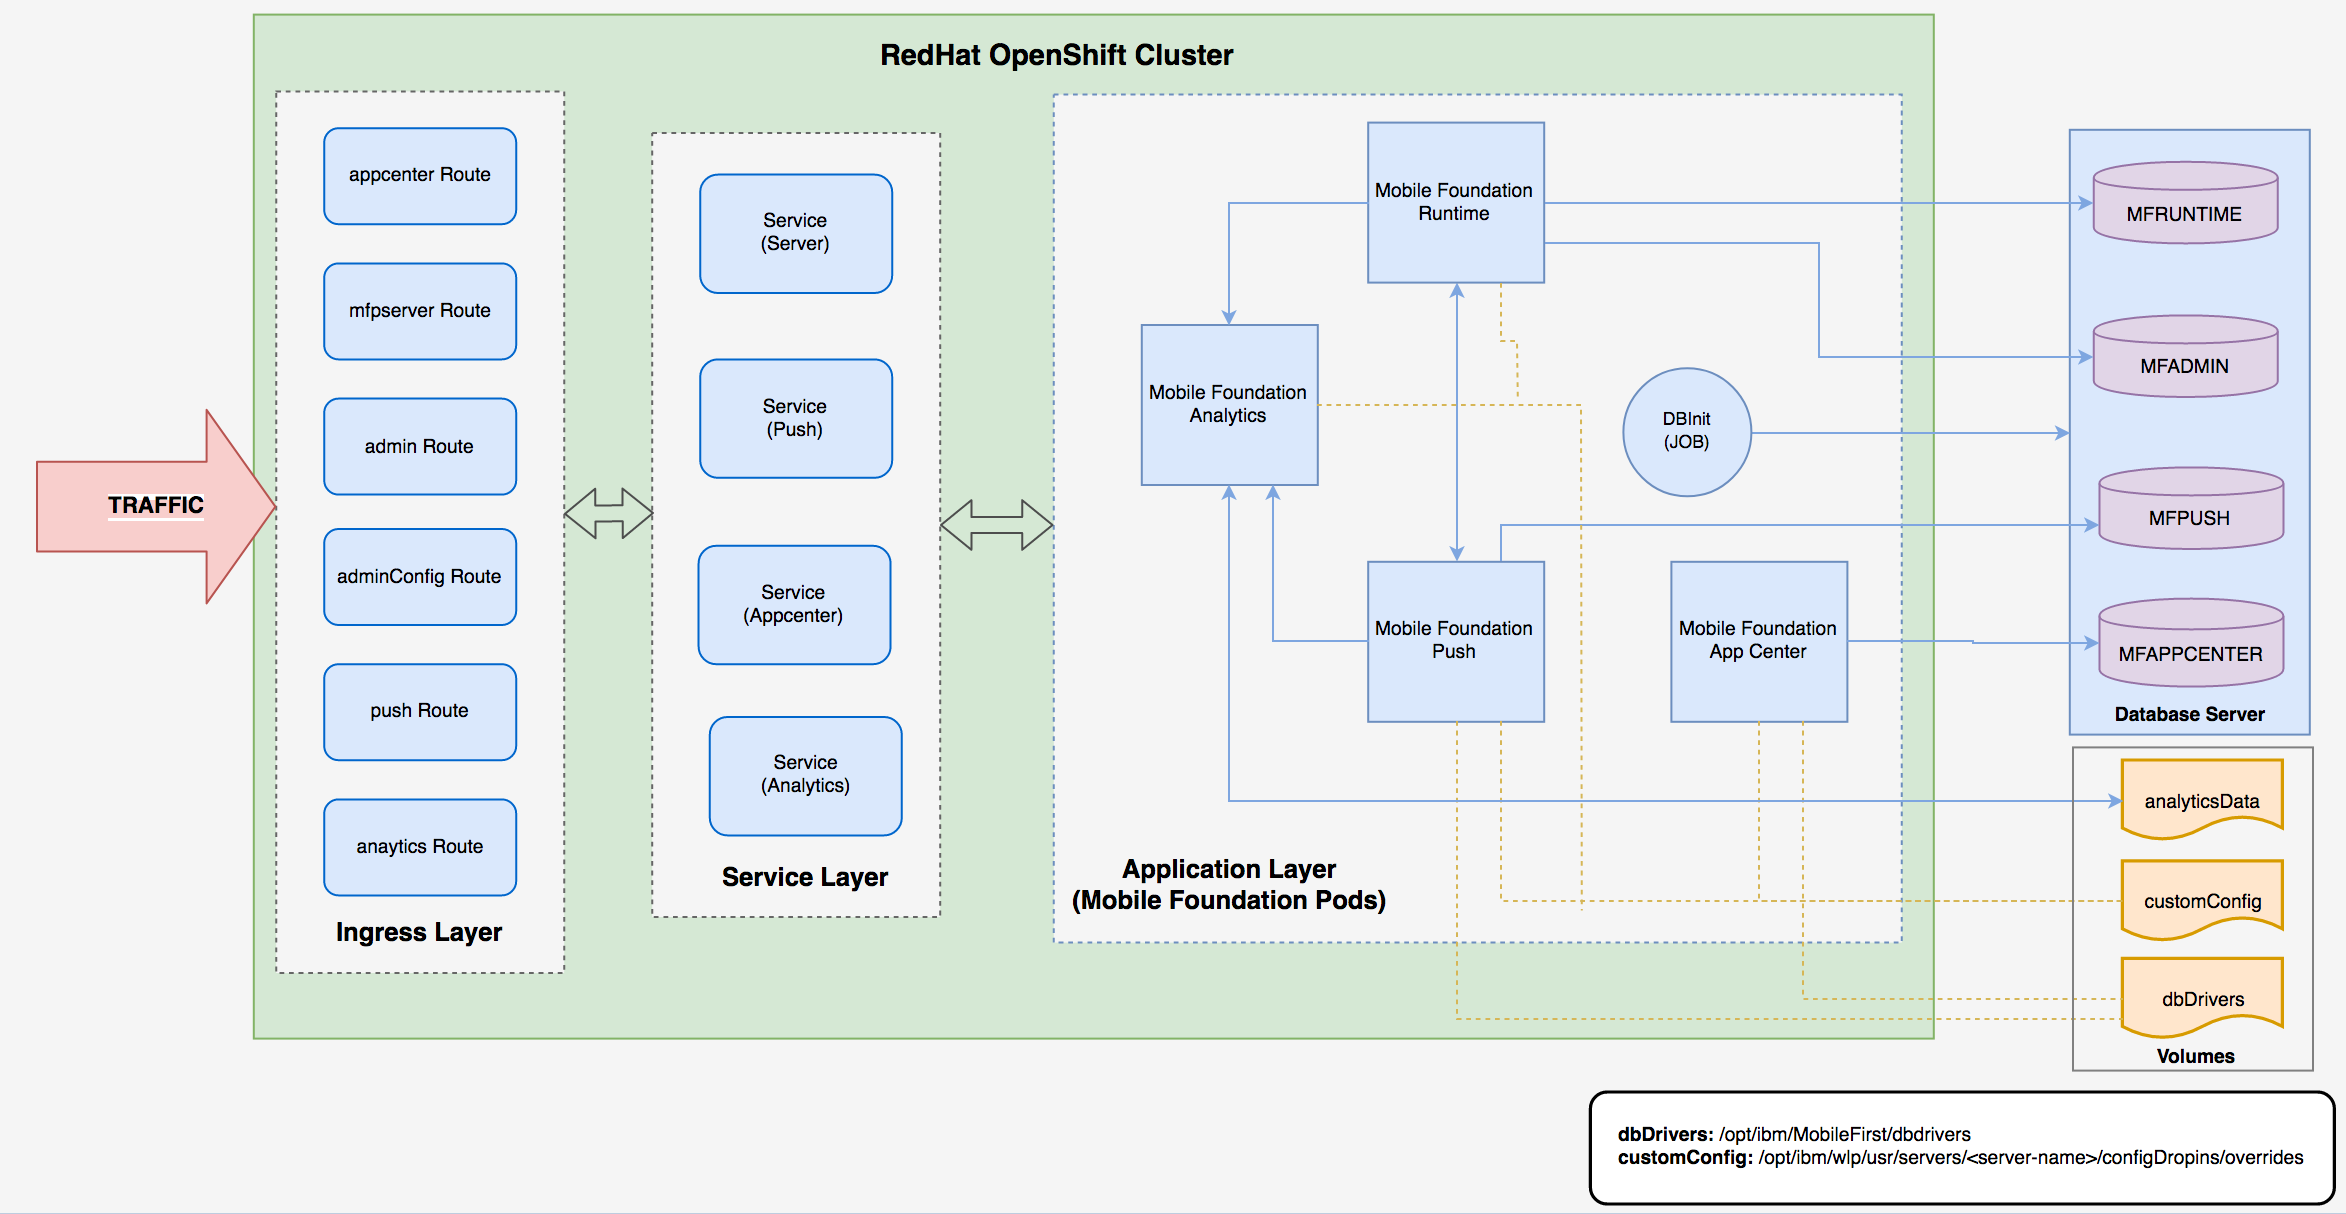 RedHat OpenShift Cluster
TRAFFIC
appcenter Route
mfpserver Route
admin Route
adminConfig Route
push Route
anaytics Route
Ingress Layer
Service
(Server)
Service
(Push)
Service
(Appcenter)
Service
(Analytics)
Service Layer
Mobile Foundation
Runtime
Mobile Foundation
Analytics
DBInit
(JOB)
Mobile Foundation
Push
Mobile Foundation
App Center
Application Layer
(Mobile Foundation Pods)
MFRUNTIME
MFADMIN
MFPUSH
MFAPPCENTER
Database Server
analyticsData
customConfig
dbDrivers
Volumes
dbDrivers: /opt/ibm/MobileFirst/dbdrivers
customConfig: /opt/ibm/wlp/usr/servers/<server-name>/configDropins/overrides